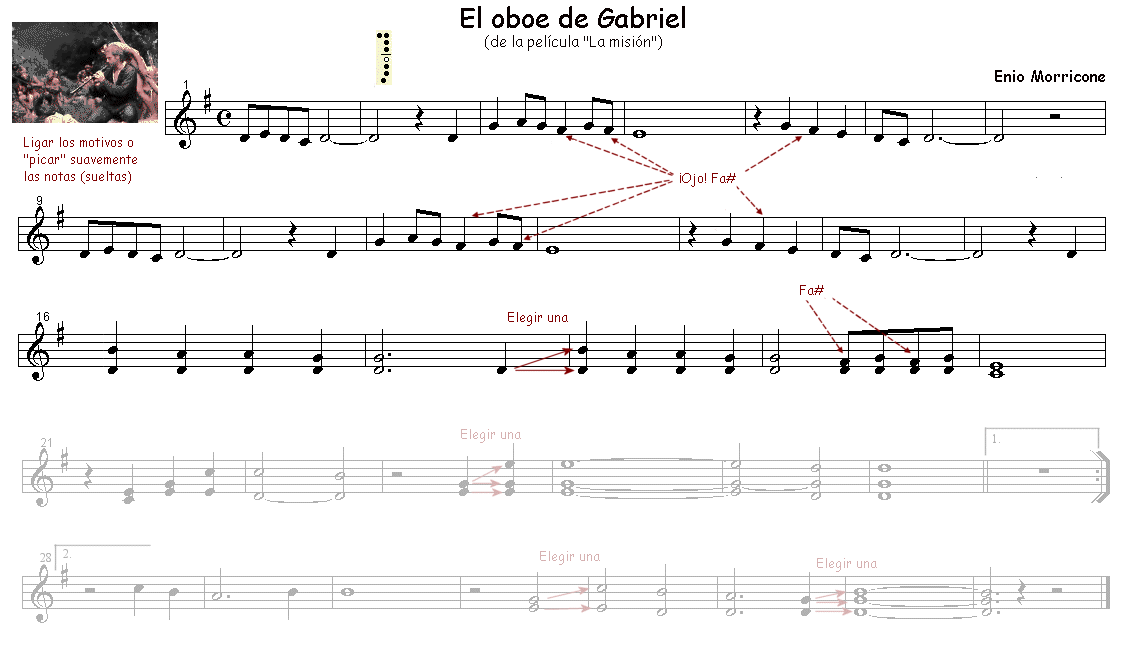 El oboe de Gabriel
(de la película "La misión")
Enio Morricone
1
Ligar los motivos o
"picar" suavemente
las notas (sueltas)
¡Ojo! Fa#
9
Fa#
16
Elegir una
21
Elegir una
1.
28
2.
Elegir una
Elegir una